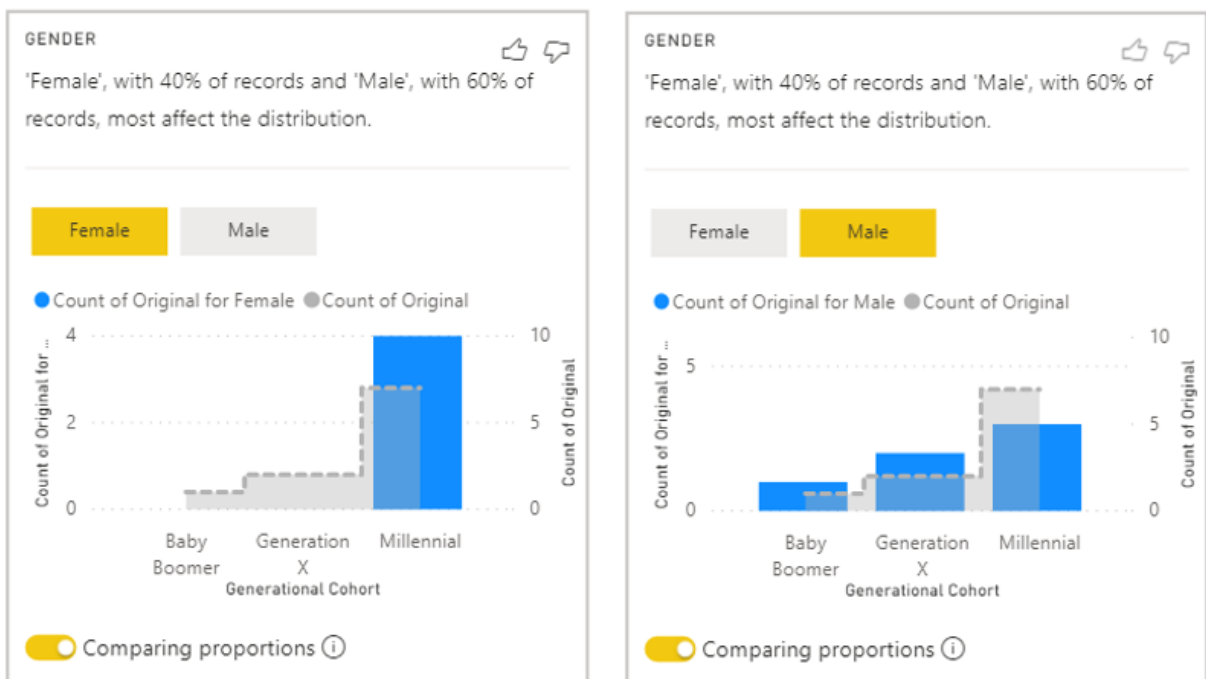 GENDER
'Female', with 40% of records and 'Male', with 60% of
records, most affect the distribution.
Female Male
Count of Original for Female Count of Original
4 10
2 5
0 0
Count of Original for ...
Count of Original
Baby Generation Millennial
Boomer X
Generational Cohort
Comparing proportions
GENDER
'Female', with 40% of records and 'Male', with 60% of
records, most affect the distribution.
Female Male
Count of Original for Male Count of Original
10
5
5
0 0
Count of Original for ...
Count of Original
Baby Generation Millennial
Boomer X
Generational Cohort
Comparing proportions